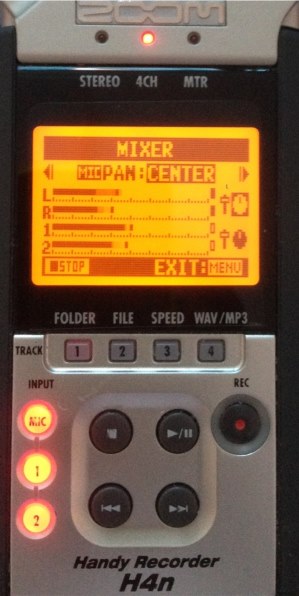 ZOOM
STEREO 4CH MTR
MIXER
MIC PAN:CENTER
L
R
1
2
STOP EXIT:MENU
FOLDER FILE SPEED WAV/MP3
TRACK 1 2 3 4
INPUT REC
MIC
1
2
Handy Recorder
H4n